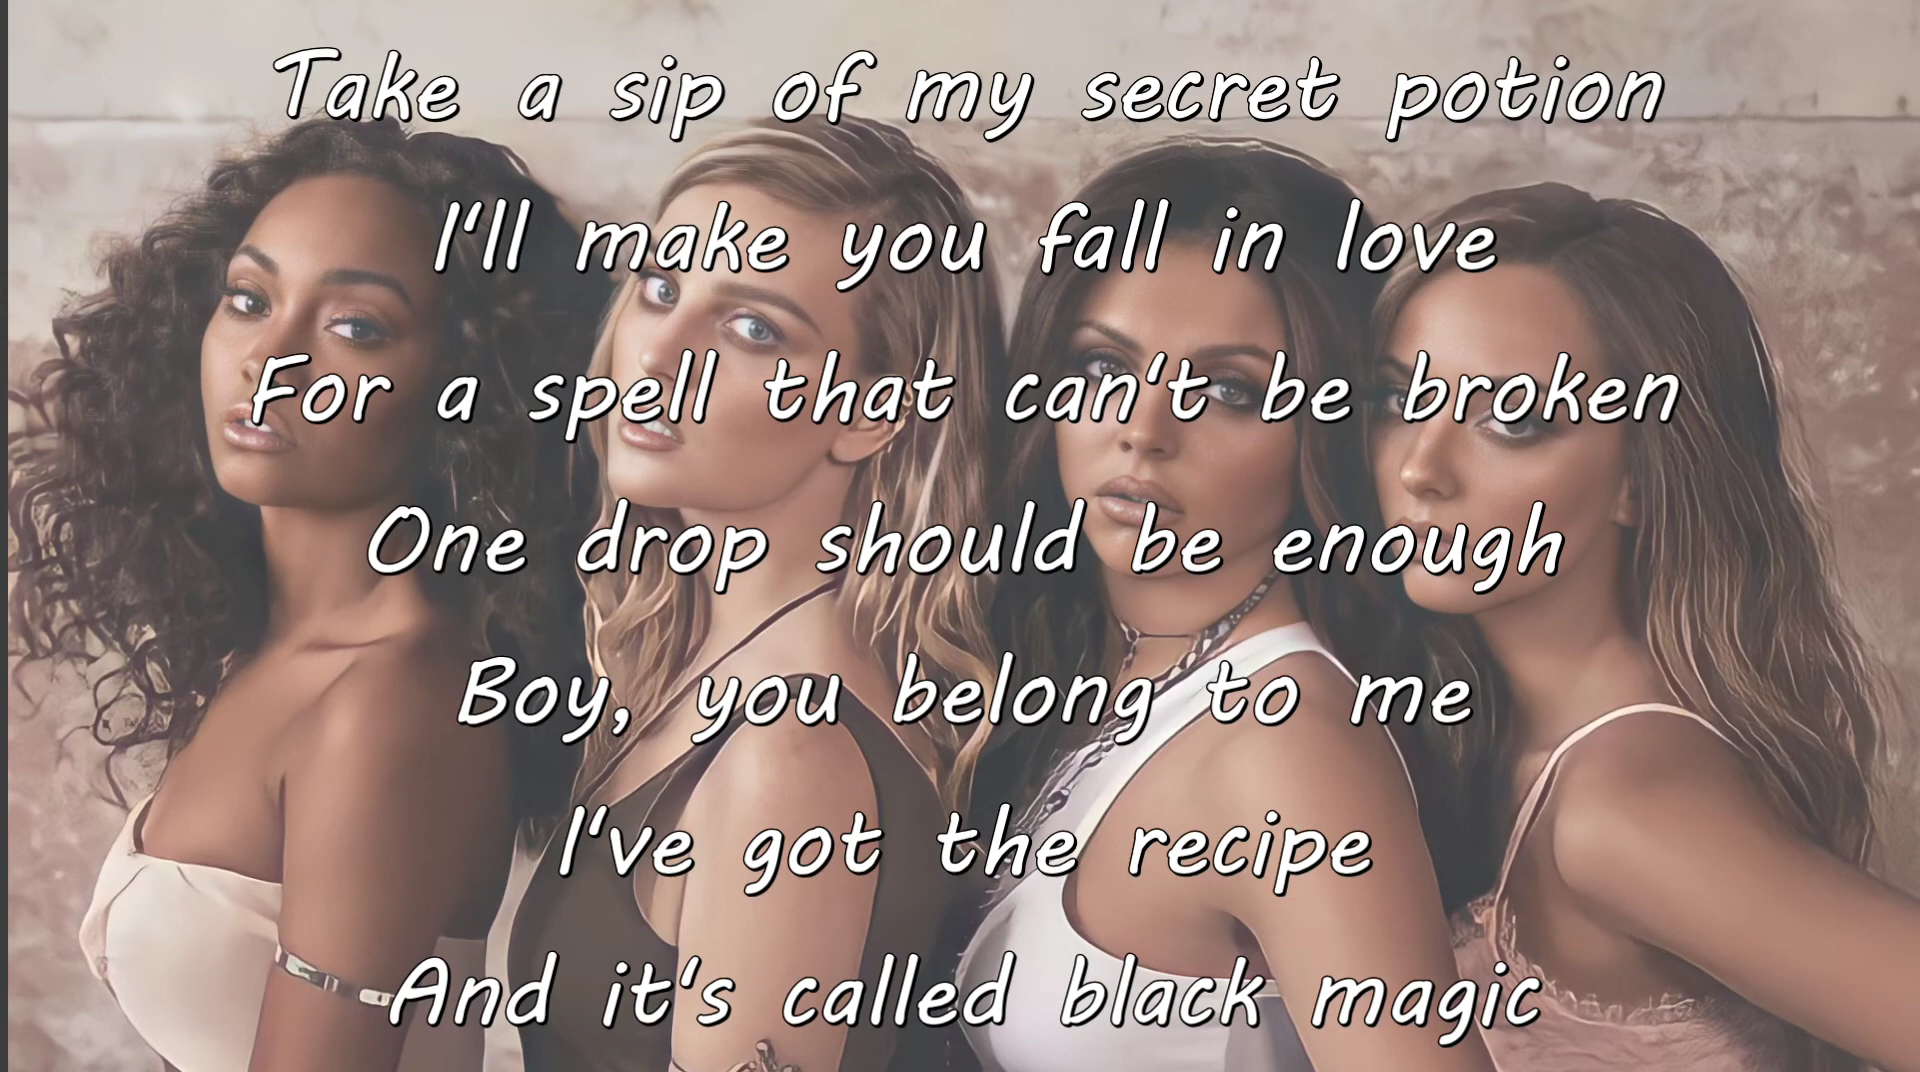 Take a sip of my secret potion
I'll make you fall in love
For a spell that can't be broken
One drop should be enough
Boy, you belong to me
I've got the recipe
And it's called black magic